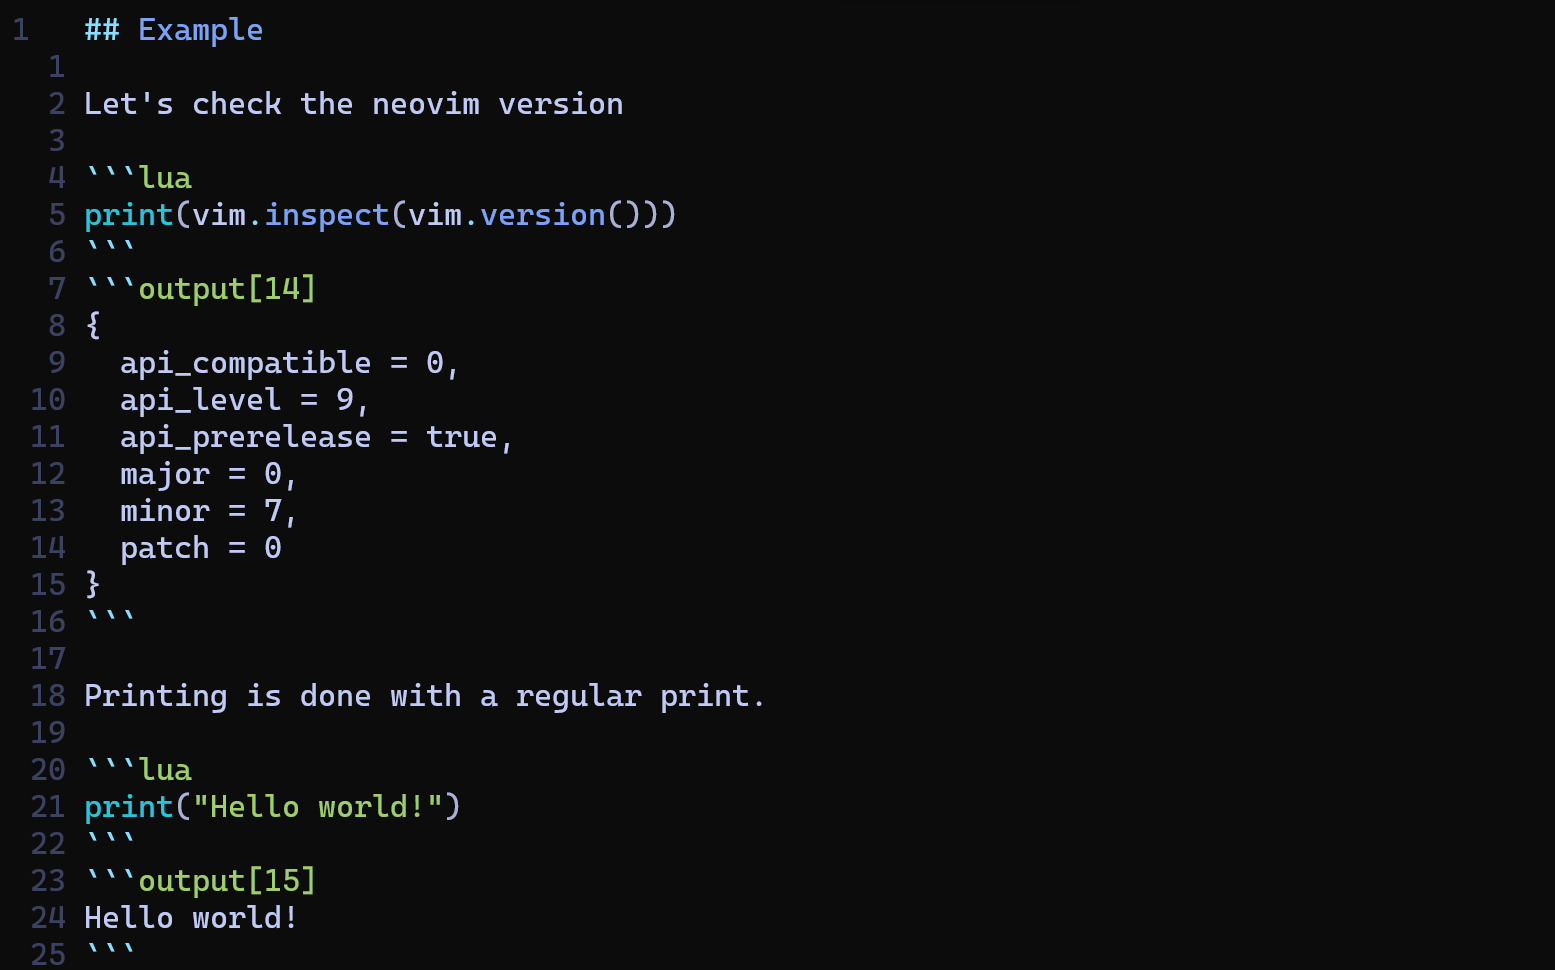 1 ## Example
1
2 Let's check the neovim version
3
4 ```lua
5 print(vim.inspect(vim.version()))
6 ```
7 ```output[14]
8 {
9   api_compatible = 0,
10   api_level = 9,
11   api_prerelease = true,
12   major = 0,
13   minor = 7,
14   patch = 0
15 }
16 ```
17
18 Printing is done with a regular print.
19
20 ```lua
21 print("Hello world!")
22 ```
23 ```output[15]
24 Hello world!
25 ```